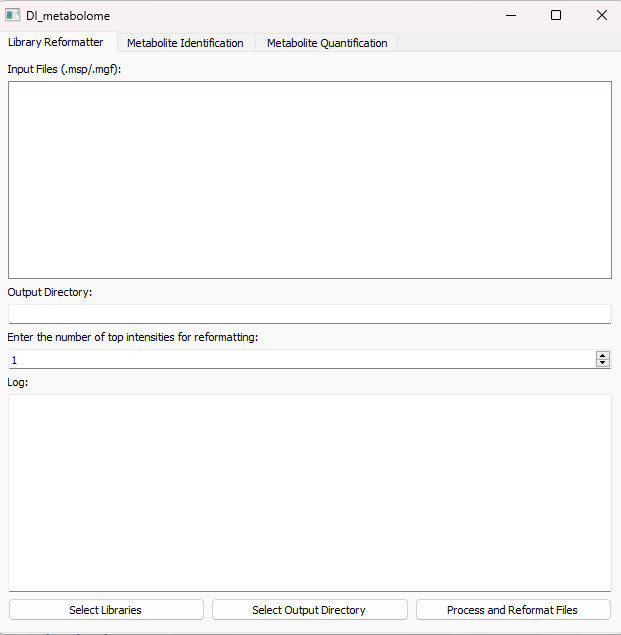 DI_metabolome
Library Reformatter Metabolite Identification Metabolite Quantification
Input Files (.msp/.mgf):
Output Directory:
Enter the number of top intensities for reformatting:
1
Log:
Select Libraries Select Output Directory Process and Reformat Files